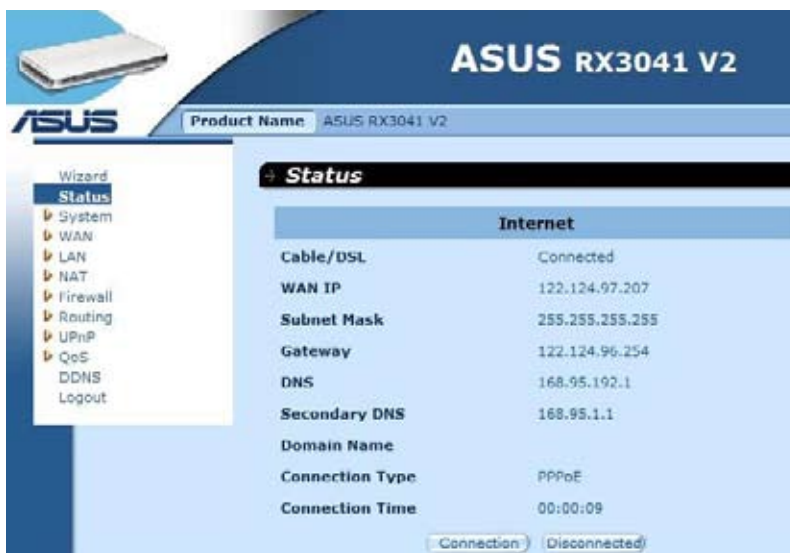 ASUS RX3041 V2
ASUS
Product Name ASUS RX3041 V2
Wizard
Status
System
WAN
LAN
NAT
Firewall
Routing
UPnP
QoS
DDNS
Logout
Status
Internet
Cable/DSL Connected
WAN IP 122.124.97.207
Subnet Mask 255.255.255.255
Gateway 122.124.96.254
DNS 168.95.192.1
Secondary DNS 168.95.1.1
Domain Name
Connection Type PPPoE
Connection Time 00:00:09
Connection Disconnected